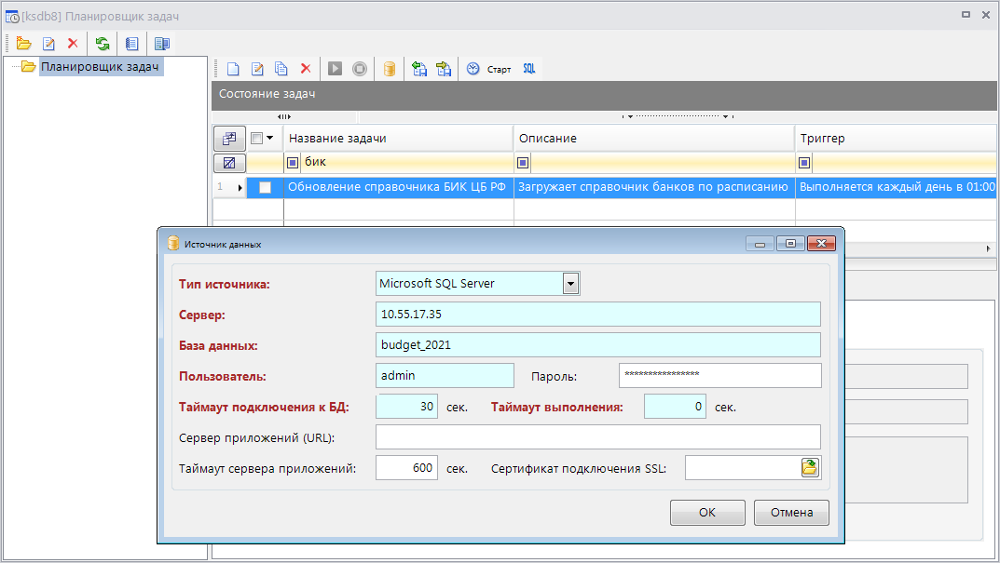 [ksdb8] Планировщик задач
Планировщик задач
Старт SQL
Состояние задач
Название задачи Описание Триггер
бик
1 Обновление справочника БИК ЦБ РФ Загружает справочник банков по расписанию Выполняется каждый день в 01:00
Источник данных
Тип источника: Microsoft SQL Server
Сервер: 10.55.17.35
База данных: budget_2021
Пользователь: admin Пароль: ****************
Таймаут подключения к БД: 30 сек. Таймаут выполнения: 0 сек.
Сервер приложений (URL):
Таймаут сервера приложений: 600 сек. Сертификат подключения SSL:
ОК Отмена